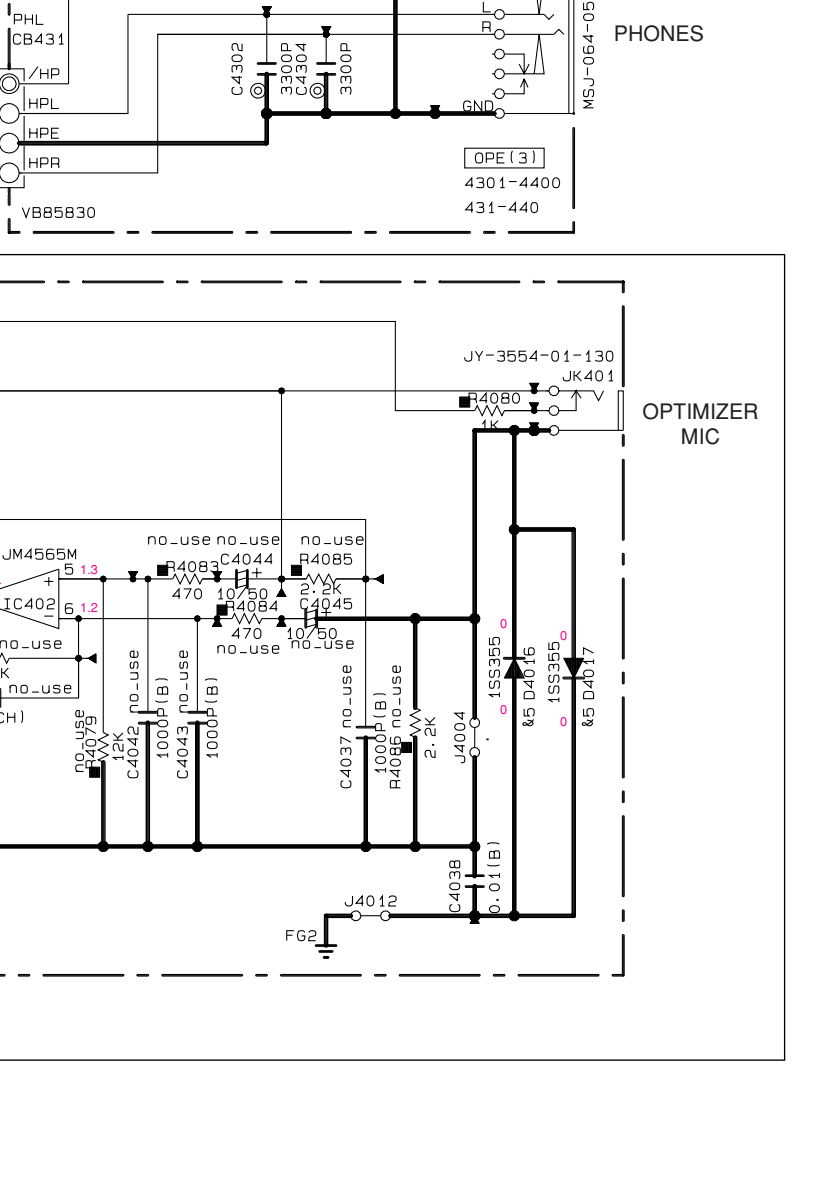 PHL
CB431
/HP
HPL
HPE
HPR
VB85830
C4302
3300P
C4304
3300P
L
R
GND
MSJ-064-05
PHONES
OPE(3)
4301-4400
431-440
JY-3554-01-130
JK401
R4080
1K
OPTIMIZER
MIC
JM4565M
IC402
5
1.3
+
6
1.2
-
no_use
K
no_use
CH)
no_use
R4083
470
no_use
C4044
+
10/50
no_use
R4085
2.2K
R4084
470
no_use
C4045
+
10/50
no_use
no_use
R4079
12K
no_use
C4042
1000P(B)
no_use
C4043
1000P(B)
no_use
C4037
1000P(B)
no_use
R4086
2.2K
J4004
0
1SS355
0
&5 D4016
0
1SS355
0
&5 D4017
C4038
0.01(B)
J4012
FG2